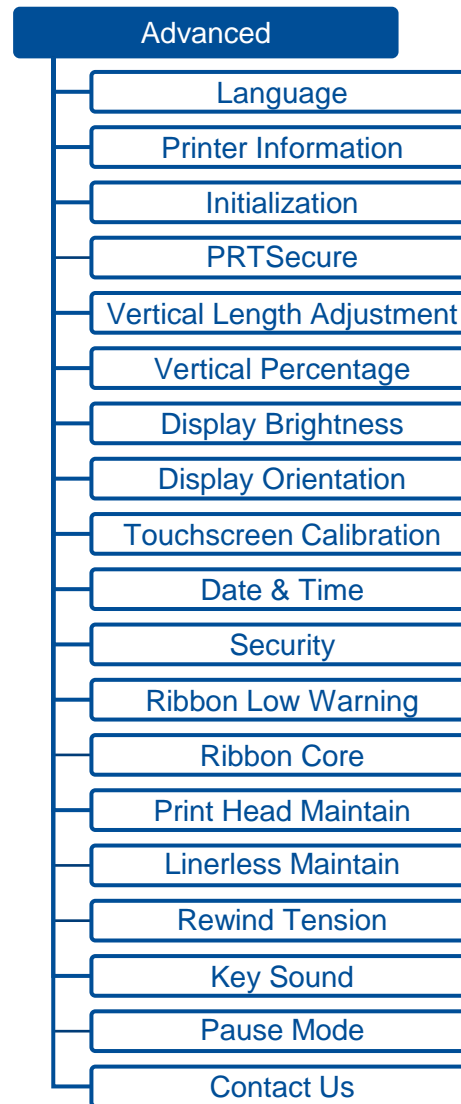 Advanced
Language
Printer Information
Initialization
PRTSecure
Vertical Length Adjustment
Vertical Percentage
Display Brightness
Display Orientation
Touchscreen Calibration
Date & Time
Security
Ribbon Low Warning
Ribbon Core
Print Head Maintain
Linerless Maintain
Rewind Tension
Key Sound
Pause Mode
Contact Us